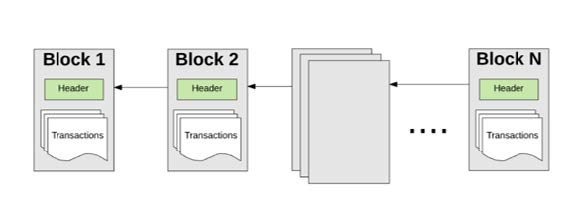 Block 1
Header
Transactions
Block 2
Header
Transactions
....
Block N
Header
Transactions